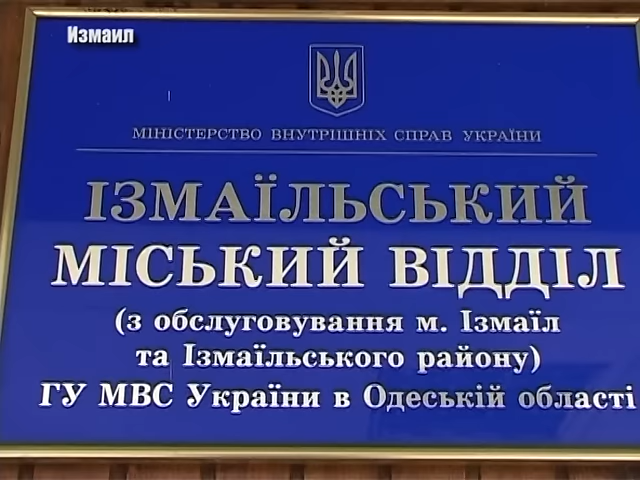 Измаил
МІНІСТЕРСТВО ВНУТРІШНІХ СПРАВ УКРАЇНИ
ІЗМАЇЛЬСЬКИЙ
МІСЬКИЙ ВІДДІЛ
(з обслуговування м. Ізмаїл
та Ізмаїльського району)
ГУ МВС України в Одеській області